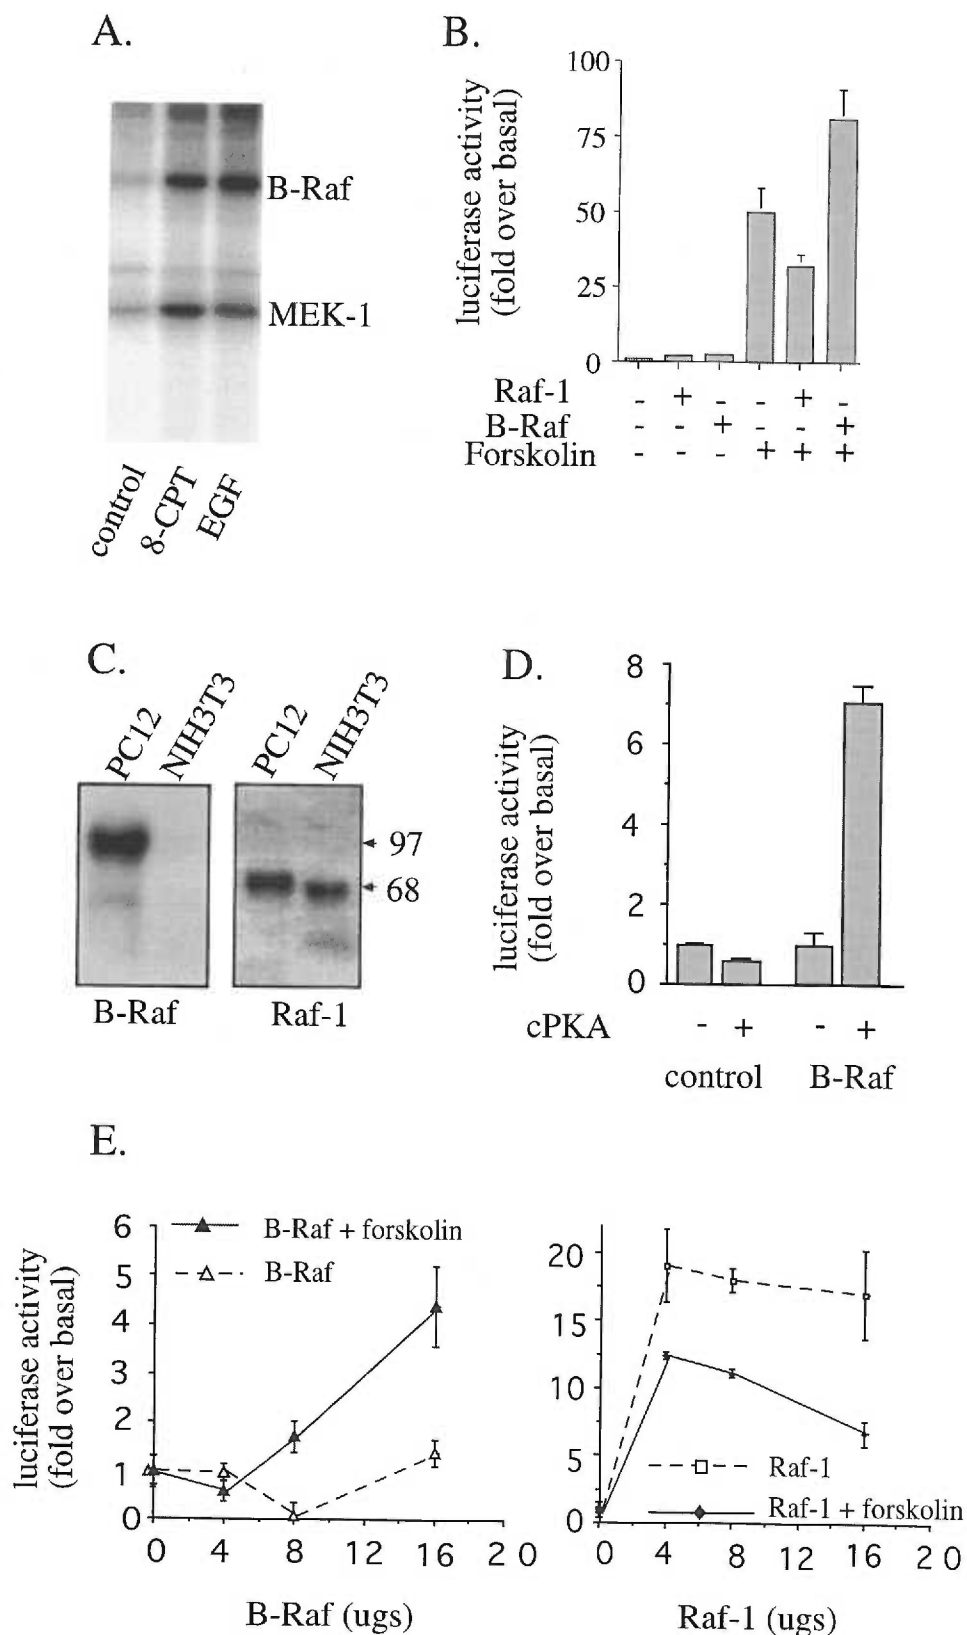 A.
B-Raf
MEK-1
control
8-CPT
EGF
B.
luciferase activity
(fold over basal)
100
75
50
25
0
Raf-1 - + - - + -
B-Raf - - + - - +
Forskolin - - - + + +
C.
PC12
NIH3T3
PC12
NIH3T3
97
68
B-Raf
Raf-1
D.
luciferase activity
(fold over basal)
8
6
4
2
0
cPKA - + - +
control B-Raf
E.
luciferase activity
(fold over basal)
6
5
4
3
2
1
0
B-Raf + forskolin
B-Raf
0 4 8 12 16 20
B-Raf (ugs)
20
15
10
5
0
Raf-1
Raf-1 + forskolin
0 4 8 12 16 20
Raf-1 (ugs)